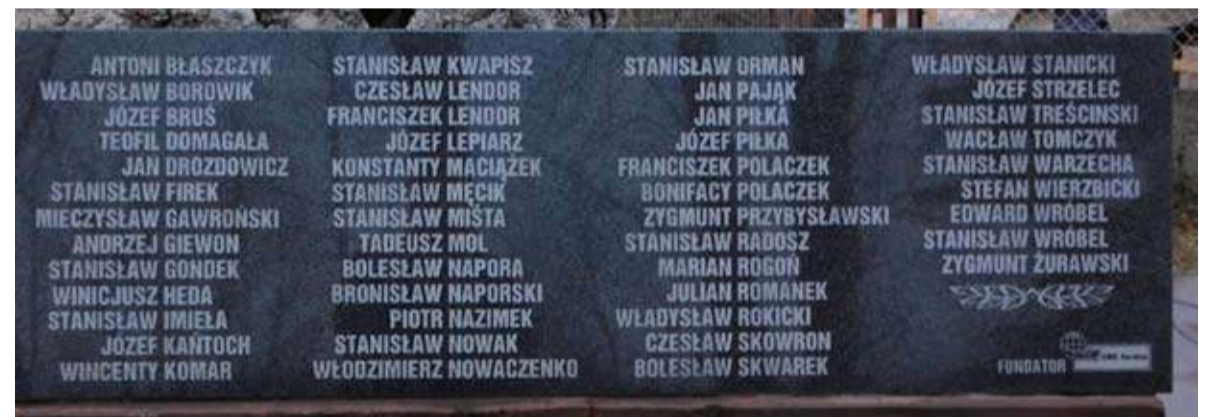 ANTONI BŁASZCZYK
WŁADYSŁAW BOROWIK
JÓZEF BRUŚ
TEOFIL DOMAGAŁA
JAN DROZDOWICZ
STANISŁAW FIREK
MIECZYSŁAW GAWROŃSKI
ANDRZEJ GIEWON
STANISŁAW GONDEK
WINICJUSZ HEDA
STANISŁAW IMIEŁA
JÓZEF KAŃTOCH
WINCENTY KOMAR
STANISŁAW KWAPISZ
CZESŁAW LENDOR
FRANCISZEK LENDOR
JÓZEF LEPIARZ
KONSTANTY MACIĄŻEK
STANISŁAW MĘCIK
STANISŁAW MIŚTA
TADEUSZ MOL
BOLESŁAW NAPORA
BRONISŁAW NAPORSKI
PIOTR NAZIMEK
STANISŁAW NOWAK
WŁODZIMIERZ NOWACZENKO
STANISŁAW ORMAN
JAN PAJĄK
JAN PIŁKA
JÓZEF PIŁKA
FRANCISZEK POLACZEK
BONIFACY POLACZEK
ZYGMUNT PRZYBYSŁAWSKI
STANISŁAW RADOSZ
MARIAN ROGOŃ
JULIAN ROMANEK
WŁADYSŁAW ROKICKI
CZESŁAW SKOWRON
BOLESŁAW SKWAREK
WŁADYSŁAW STANICKI
JÓZEF STRZELEC
STANISŁAW TREŚCINSKI
WACŁAW TOMCZYK
STANISŁAW WARZECHA
STEFAN WIERZBICKI
EDWARD WRÓBEL
STANISŁAW WRÓBEL
ZYGMUNT ŻURAWSKI
FUNDATOR